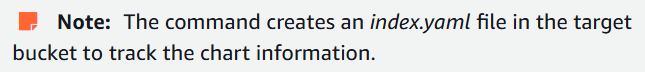 Note: The command creates an index.yaml file in the target
bucket to track the chart information.